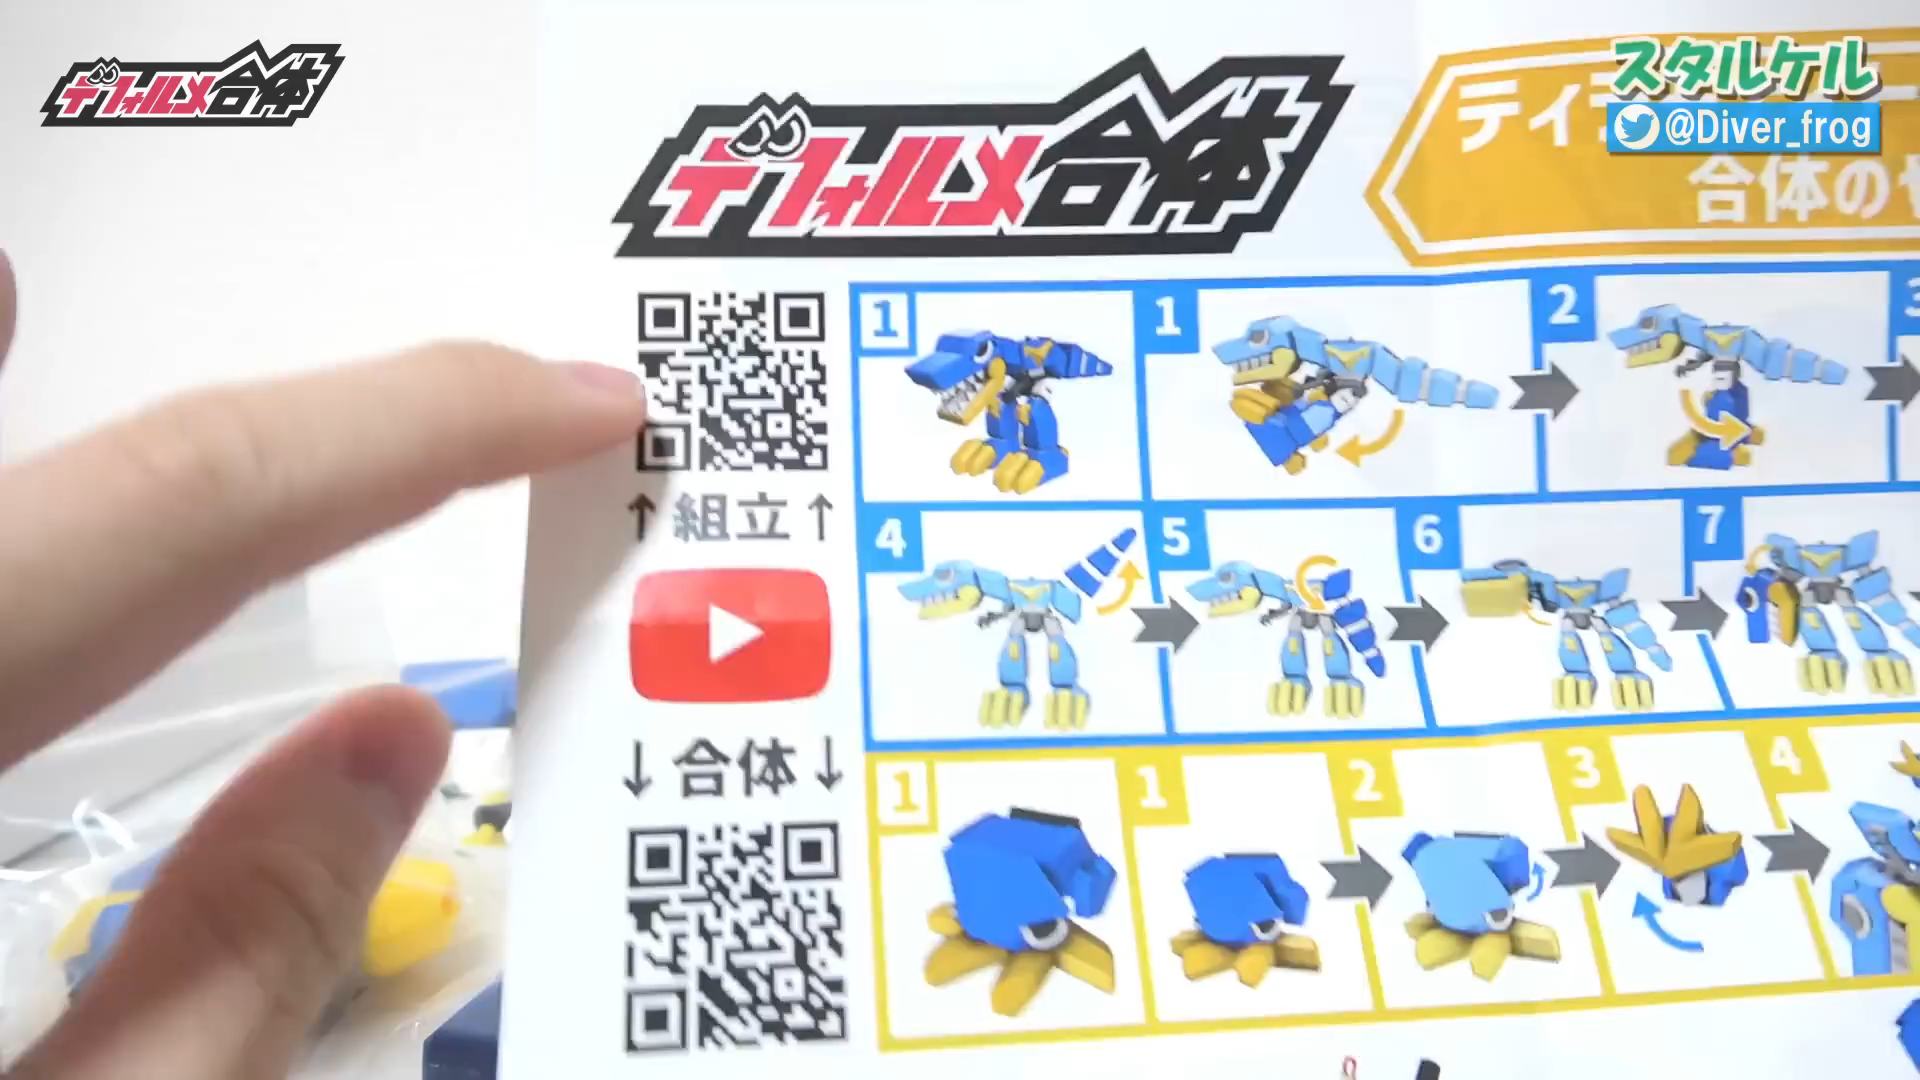 デフォルメ合体
スタルケル
@Diver_frog
デフォルメ合体
ティ
合体の
1 1 2 3
↑組立↑
4 5 6 7
↓合体↓
1 1 2 3 4